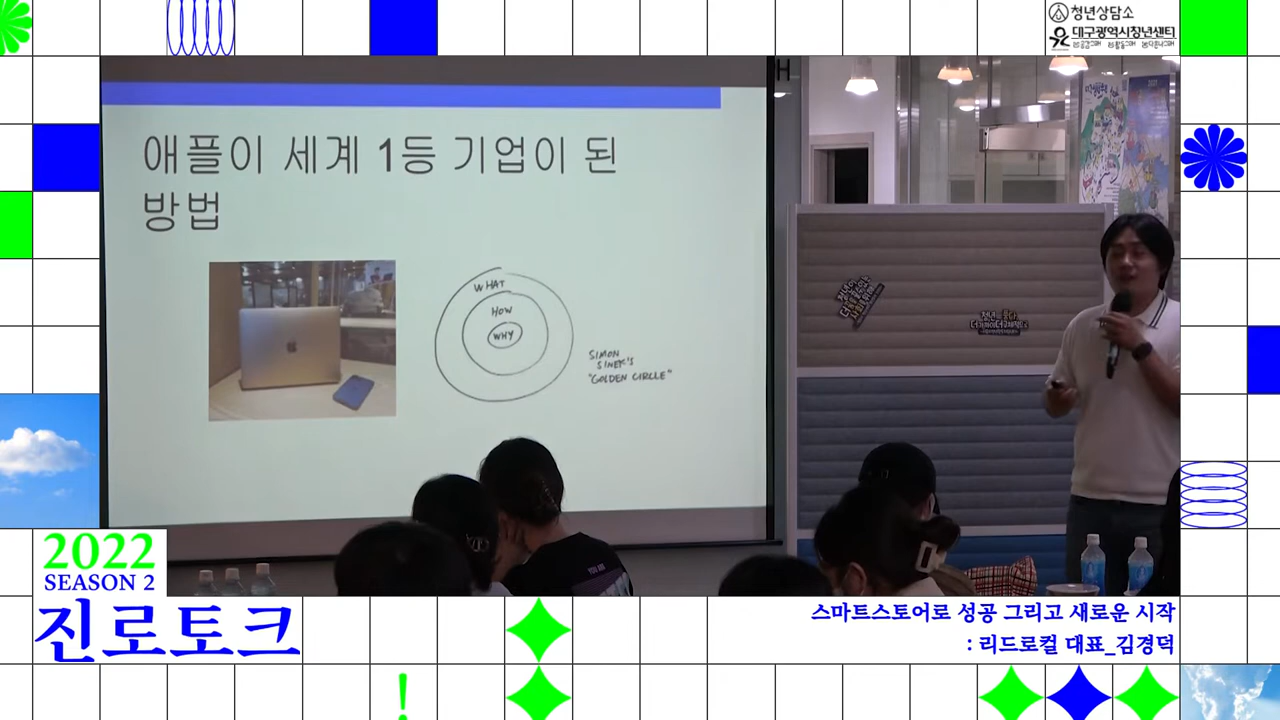 청년상담소
대구광역시청년센터
애플이 세계 1등 기업이 된
방법
WHAT
HOW
WHY
SIMON
SINEK'S
"GOLDEN CIRCLE"
YOU ARE
2022
SEASON 2
진로토크
스마트스토어로 성공 그리고 새로운 시작
: 리드로컬 대표_김경덕